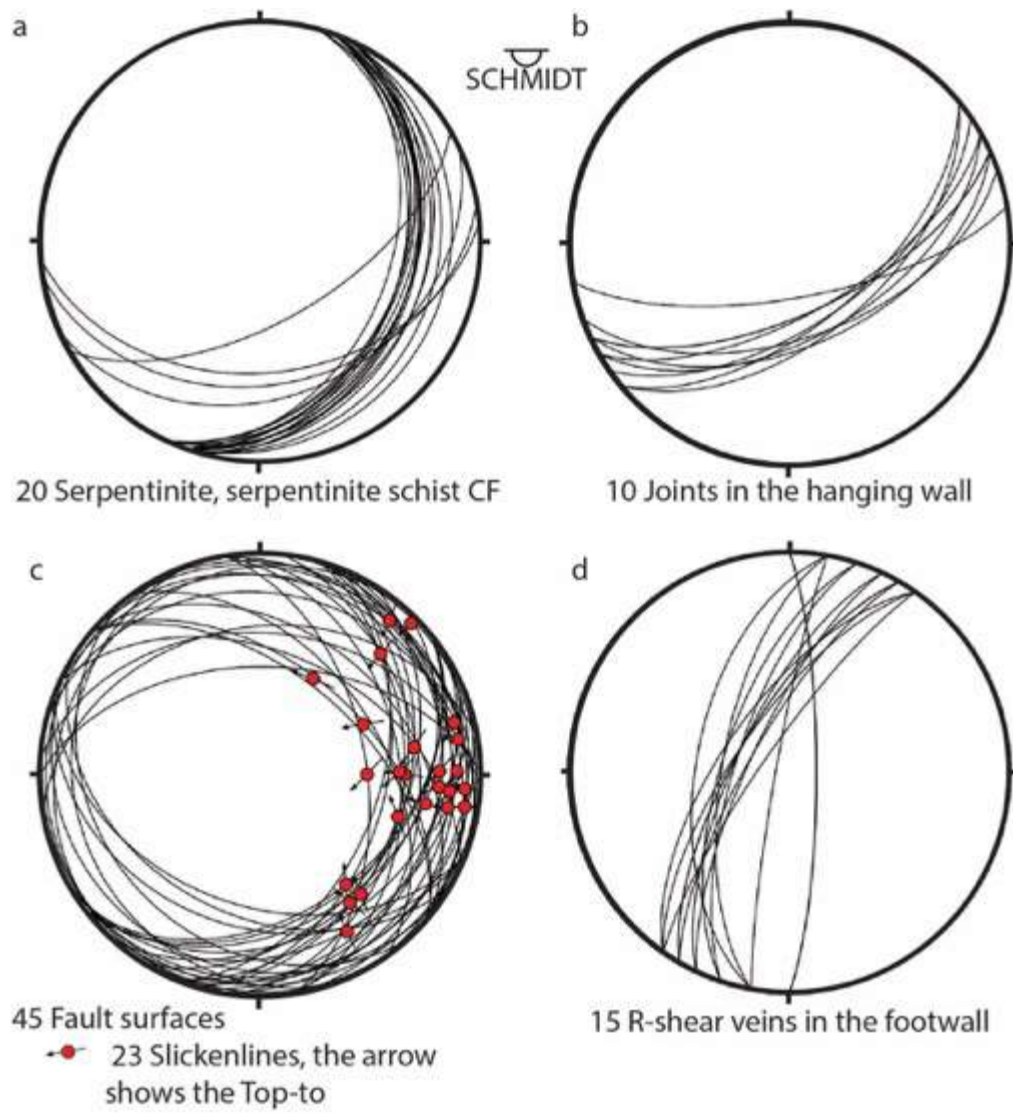 a
b
SCHMIDT
20 Serpentinite, serpentinite schist CF
10 Joints in the hanging wall
c
d
45 Fault surfaces
23 Slickenlines, the arrow
shows the Top-to
15 R-shear veins in the footwall